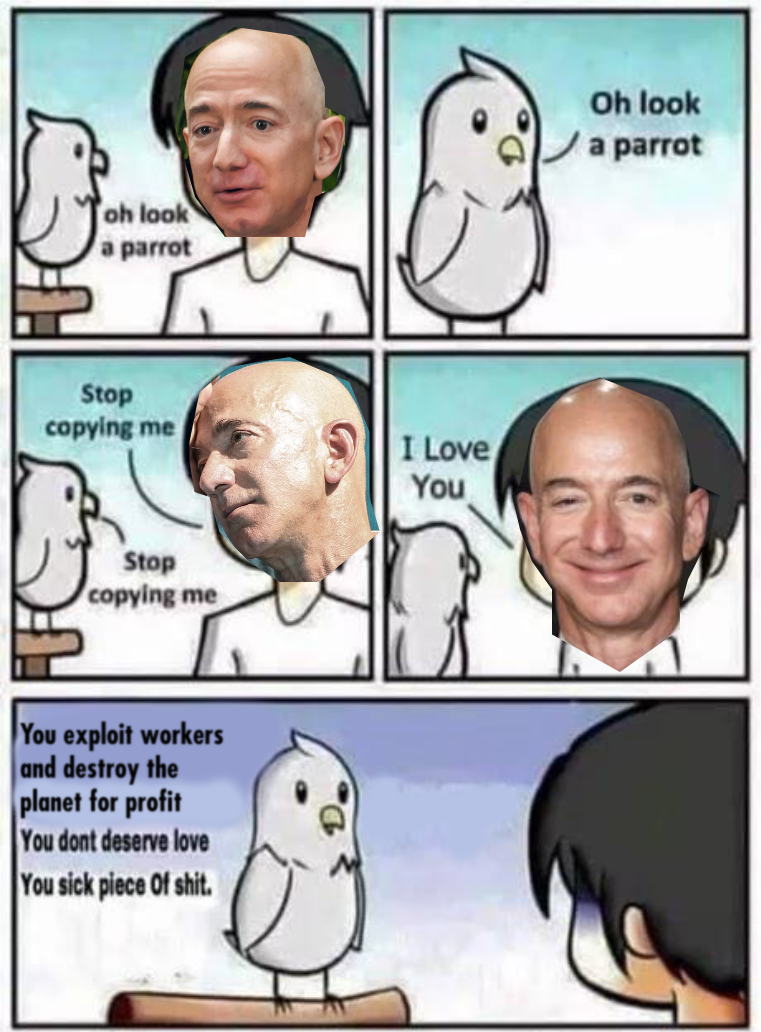 oh look
a parrot
Oh look
a parrot
Stop
copying me
Stop
copying me
I Love
You
You exploit workers
and destroy the
planet for profit
You dont deserve love
You sick piece Of shit.